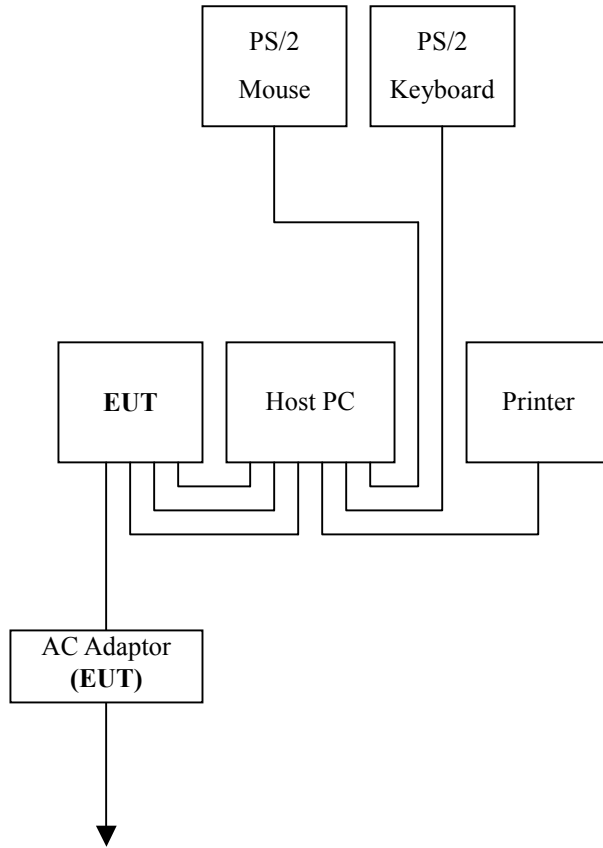 PS/2
Mouse
PS/2
Keyboard
EUT
Host PC
Printer
AC Adaptor
(EUT)